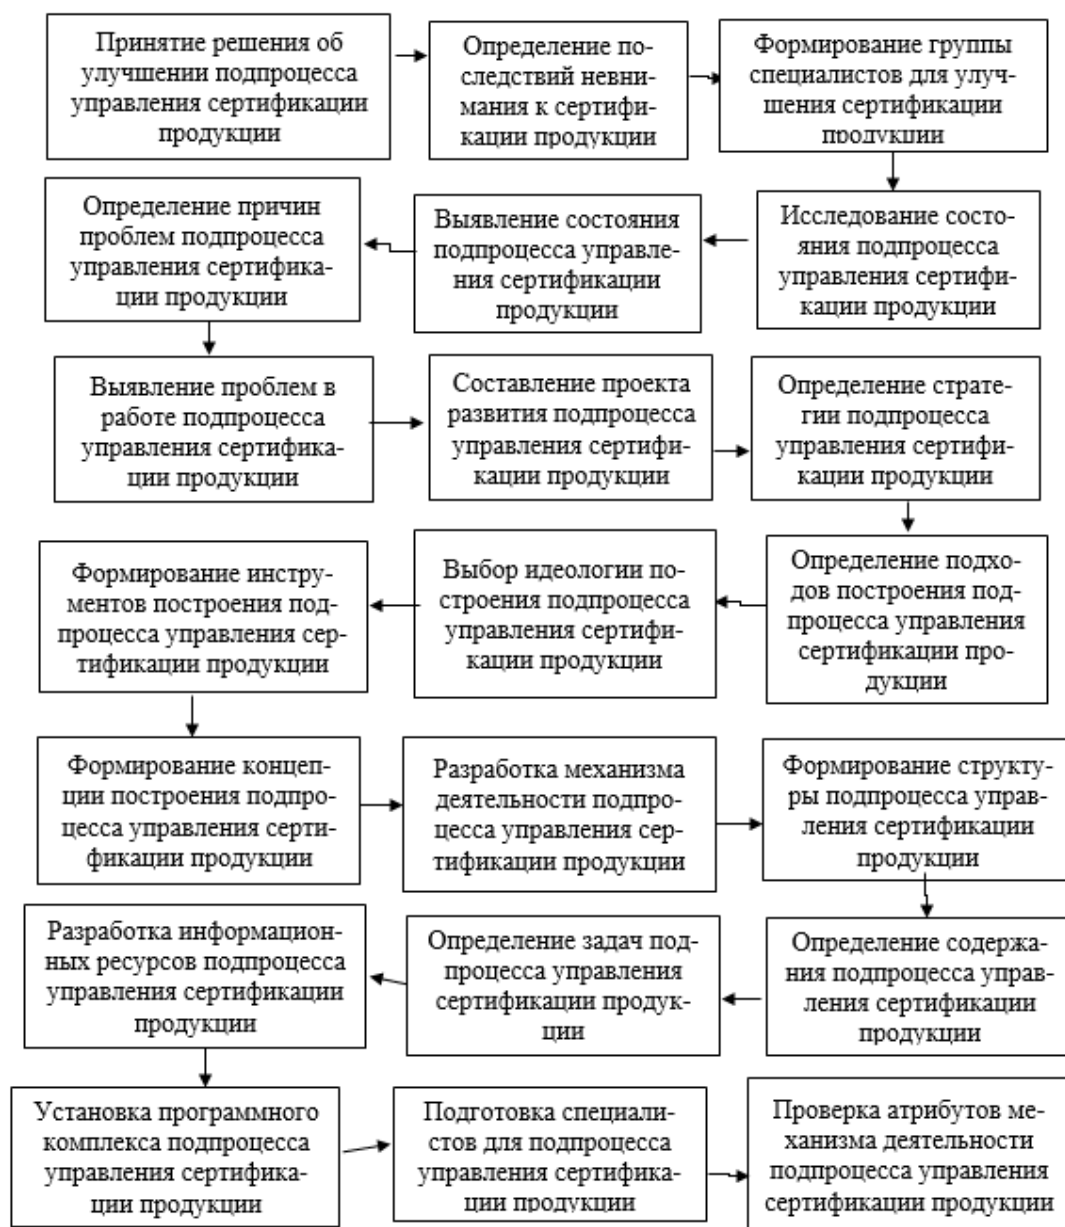 Принятие решения об
улучшении подпроцесса
управления сертификации
продукции
Определение по-
следствий невни-
мания к сертифи-
кации продукции
Формирование группы
специалистов для улуч-
шения сертификации
продукции
Исследование состо-
яния подпроцесса
управления сертифи-
кации продукции
Выявление состояния
подпроцесса управле-
ния сертификации
продукции
Определение причин
проблем подпроцесса
управления сертифика-
ции продукции
Выявление проблем в
работе подпроцесса
управления сертифика-
ции продукции
Составление проекта
развития подпроцесса
управления сертифи-
кации продукции
Определение страте-
гии подпроцесса
управления сертифи-
кации продукции
Определение подхо-
дов построения под-
процесса управления
сертификации про-
дукции
Выбор идеологии по-
строения подпроцесса
управления сертифи-
кации продукции
Формирование инстру-
ментов построения под-
процесса управления сер-
тификации продукции
Формирование концеп-
ции построения подпро-
цесса управления серти-
фикации продукции
Разработка механизма
деятельности подпро-
цесса управления сер-
тификации продукции
Формирование структу-
ры подпроцесса управ-
ления сертификации
продукции
Определение содержа-
ния подпроцесса управ-
ления сертификации
продукции
Определение задач под-
процесса управления
сертификации продук-
ции
Разработка информацион-
ных ресурсов подпроцесса
управления сертификации
продукции
Установка программного
комплекса подпроцесса
управления сертифика-
ции продукции
Подготовка специали-
стов для подпроцесса
управления сертифика-
ции продукции
Проверка атрибутов ме-
ханизма деятельности
подпроцесса управления
сертификации продукции